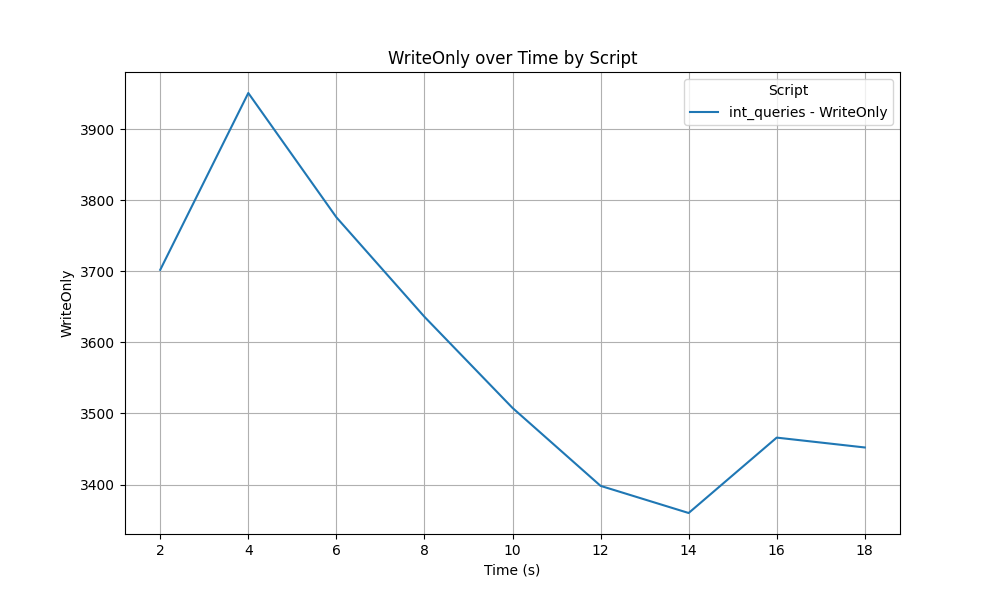 WriteOnly over Time by Script
Script
int_queries - WriteOnly
WriteOnly
3900
3800
3700
3600
3500
3400
2 4 6 8 10 12 14 16 18
Time (s)